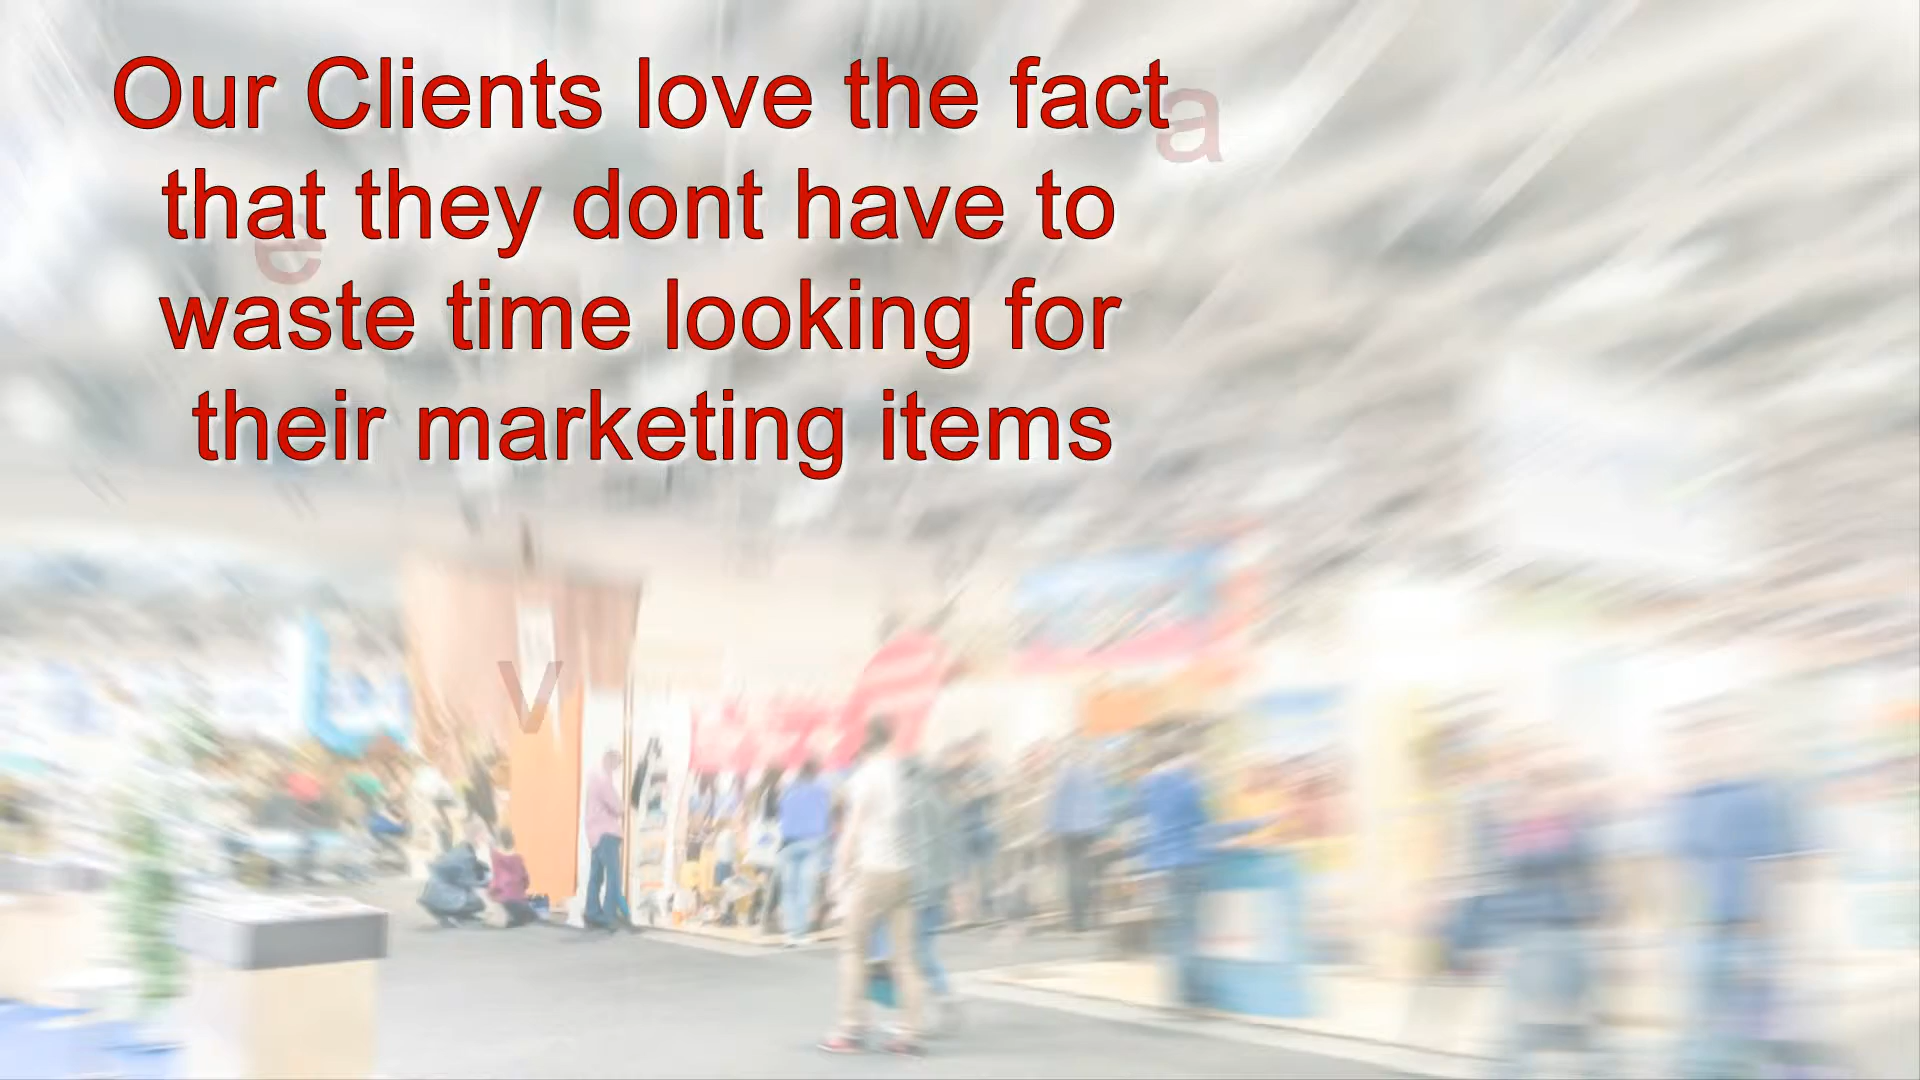 Our Clients love the fact
a
that they dont have to
e
waste time looking for
their marketing items
v